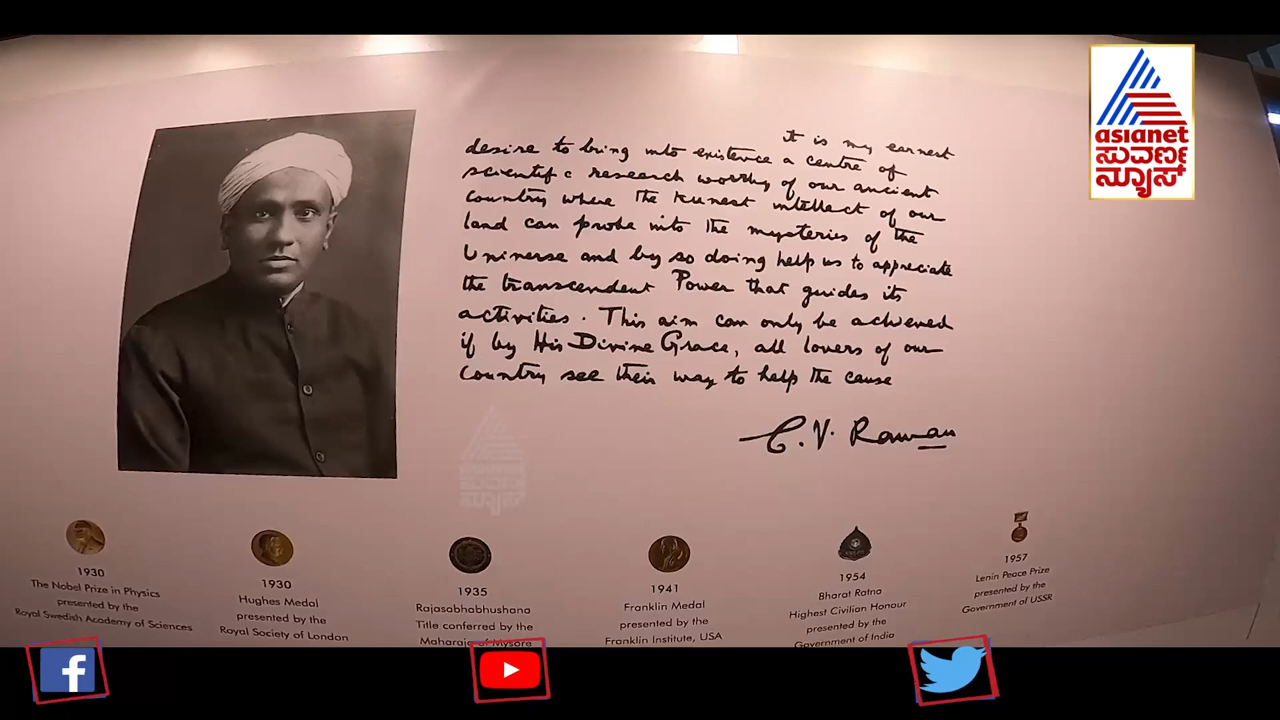 asianet
ಸುವರ್ಣ
ನ್ಯೂಸ್
It is my earnest
desire to bring into existence a centre of
scientific research worthy of our ancient
country where the keenest intellect of our
land can probe into the mysteries of the
Universe and by so doing help us to appreciate
the transcendent Power that guides its
activities. This aim can only be achieved
if by His Divine Grace, all lovers of our
country see their way to help the cause
C. V. Raman
1930
The Nobel Prize in Physics
presented by the
Royal Swedish Academy of Sciences
1930
Hughes Medal
presented by the
Royal Society of London
1935
Rajasabhabhushana
Title conferred by the
Maharaja of Mysore
1941
Franklin Medal
presented by the
Franklin Institute, USA
1954
Bharat Ratna
Highest Civilian Honour
presented by the
Government of India
1957
Lenin Peace Prize
presented by the
Government of USSR